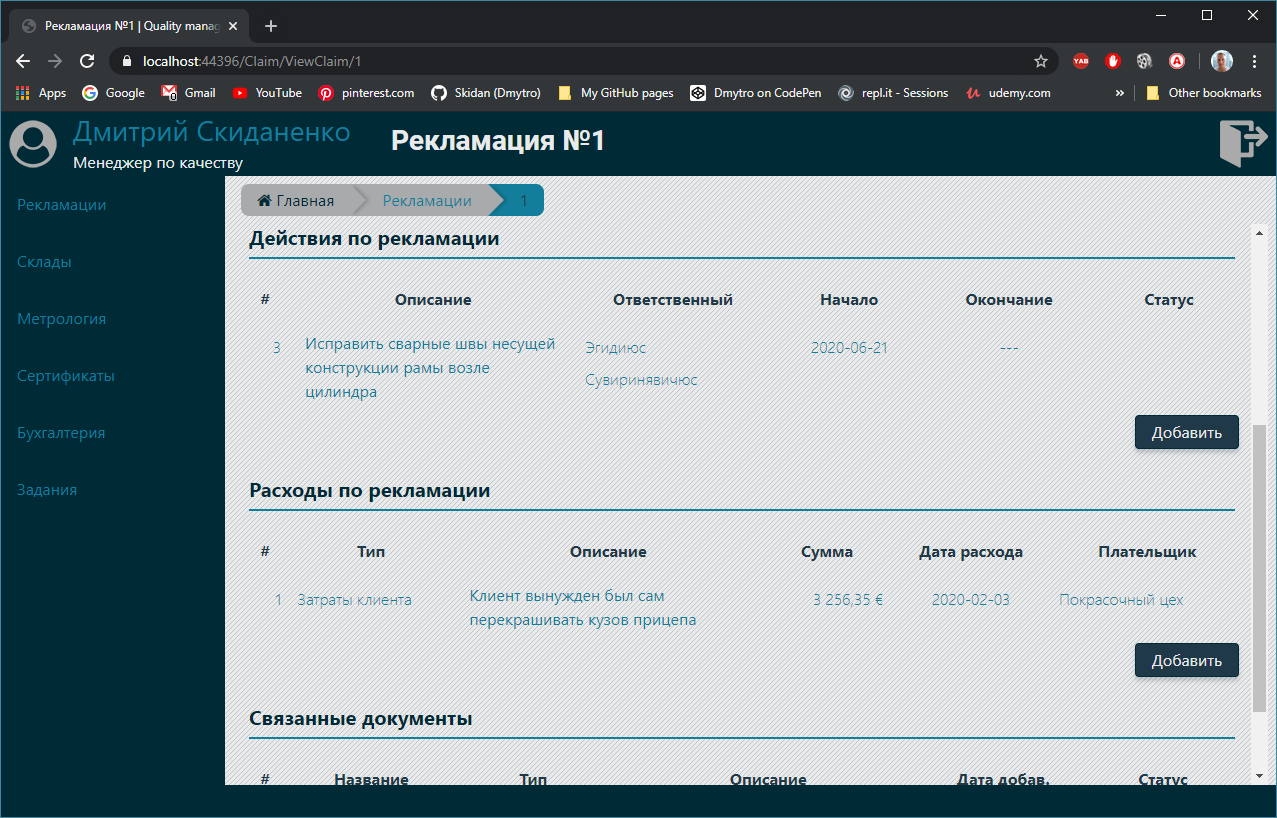 Рекламация №1 | Quality manag
localhost:44396/Claim/ViewClaim/1
YAB A
Apps Google Gmail YouTube pinterest.com Skidan (Dmytro) My GitHub pages Dmytro on CodePen repl.it - Sessions udemy.com » Other bookmarks
Дмитрий Скиданенко
Менеджер по качеству
Рекламация №1
Рекламации
Склады
Метрология
Сертификаты
Бухгалтерия
Задания
Главная Рекламации 1
Действия по рекламации
# Описание Ответственный Начало Окончание Статус
3 Исправить сварные швы несущей Эгидиюс 2020-06-21 ---
конструкции рамы возле Сувиринявичюс
цилиндра
Добавить
Расходы по рекламации
# Тип Описание Сумма Дата расхода Плательщик
1 Затраты клиента Клиент вынужден был сам 3 256,35 € 2020-02-03 Покрасочный цех
перекрашивать кузов прицепа
Добавить
Связанные документы
# Название Тип Описание Дата добав. Статус